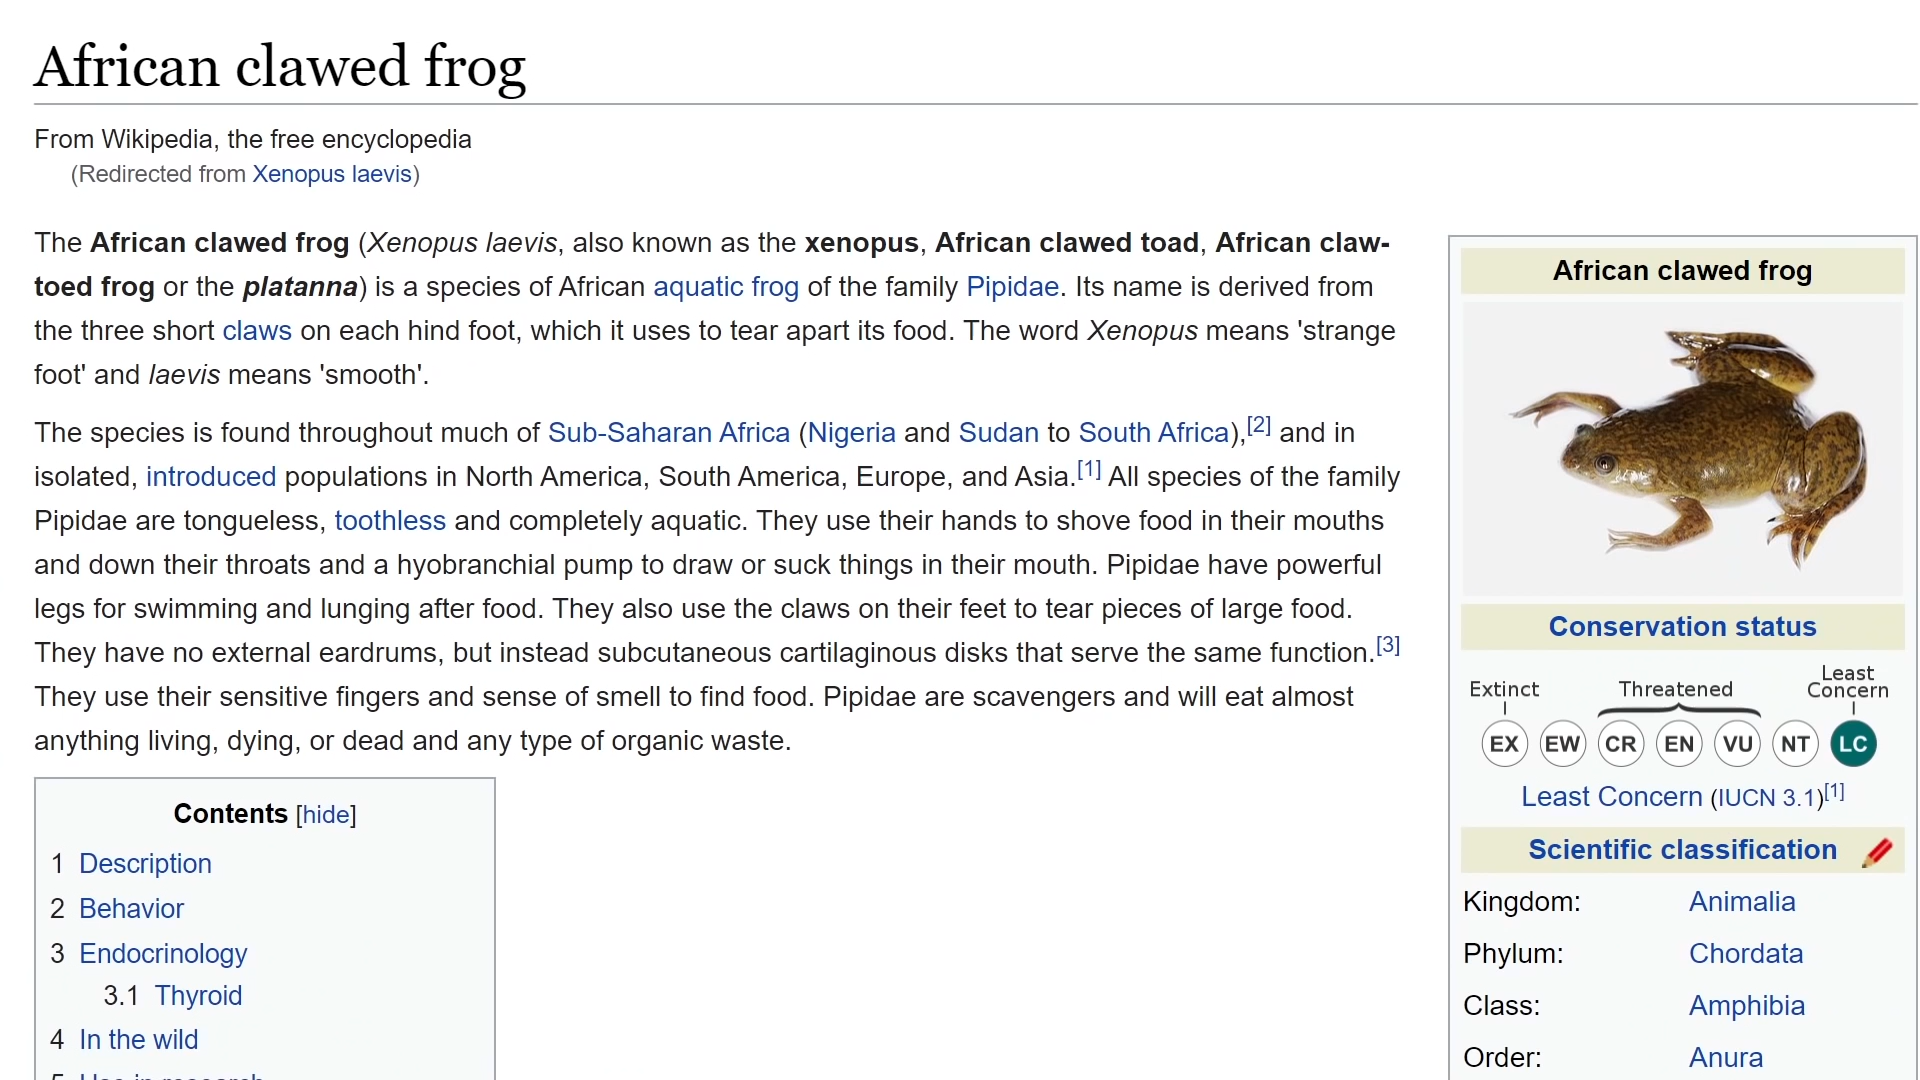 African clawed frog
From Wikipedia, the free encyclopedia
(Redirected from Xenopus laevis)
The African clawed frog (Xenopus laevis, also known as the xenopus, African clawed toad, African claw-
toed frog or the platanna) is a species of African aquatic frog of the family Pipidae. Its name is derived from
the three short claws on each hind foot, which it uses to tear apart its food. The word Xenopus means 'strange
foot' and laevis means 'smooth'.
The species is found throughout much of Sub-Saharan Africa (Nigeria and Sudan to South Africa),[2] and in
isolated, introduced populations in North America, South America, Europe, and Asia.[1] All species of the family
Pipidae are tongueless, toothless and completely aquatic. They use their hands to shove food in their mouths
and down their throats and a hyobranchial pump to draw or suck things in their mouth. Pipidae have powerful
legs for swimming and lunging after food. They also use the claws on their feet to tear pieces of large food.
They have no external eardrums, but instead subcutaneous cartilaginous disks that serve the same function.[3]
They use their sensitive fingers and sense of smell to find food. Pipidae are scavengers and will eat almost
anything living, dying, or dead and any type of organic waste.
Contents [hide]
1 Description
2 Behavior
3 Endocrinology
3.1 Thyroid
4 In the wild
5 Use in research
African clawed frog
Conservation status
Extinct
Threatened
Least
Concern
EX EW CR EN VU NT LC
Least Concern (IUCN 3.1)[1]
Scientific classification
Kingdom: Animalia
Phylum: Chordata
Class: Amphibia
Order: Anura